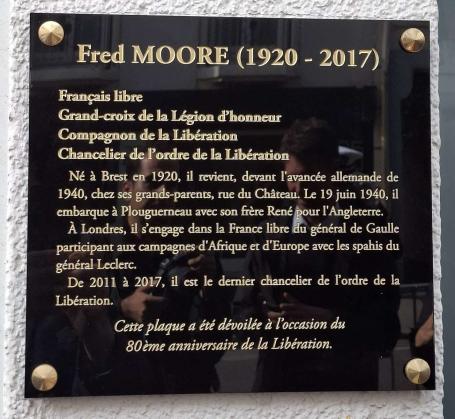 Fred MOORE (1920 - 2017)
Français libre
Grand-croix de la Légion d'honneur
Compagnon de la Libération
Chancelier de l'ordre de la Libération
Né à Brest en 1920, il revient, devant l'avancée allemande de
1940, chez ses grands-parents, rue du Château. Le 19 juin 1940, il
embarque à Plouguerneau avec son frère René pour l'Angleterre.
À Londres, il s'engage dans la France libre du général de Gaulle
participant aux campagnes d'Afrique et d'Europe avec les spahis du
général Leclerc.
De 2011 à 2017, il est le dernier chancelier de l'ordre de la
Libération.
Cette plaque a été dévoilée à l'occasion du
80ème anniversaire de la Libération.